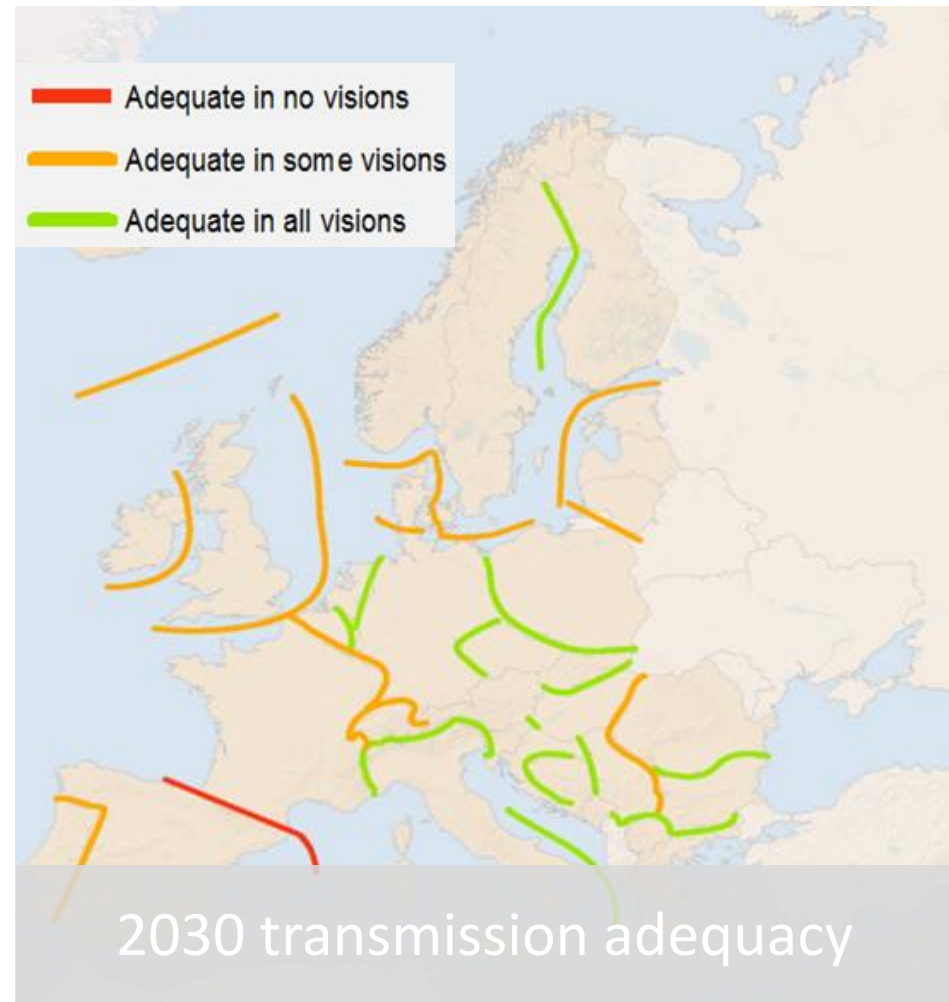 Adequate in no visions
Adequate in some visions
Adequate in all visions
2030 transmission adequacy